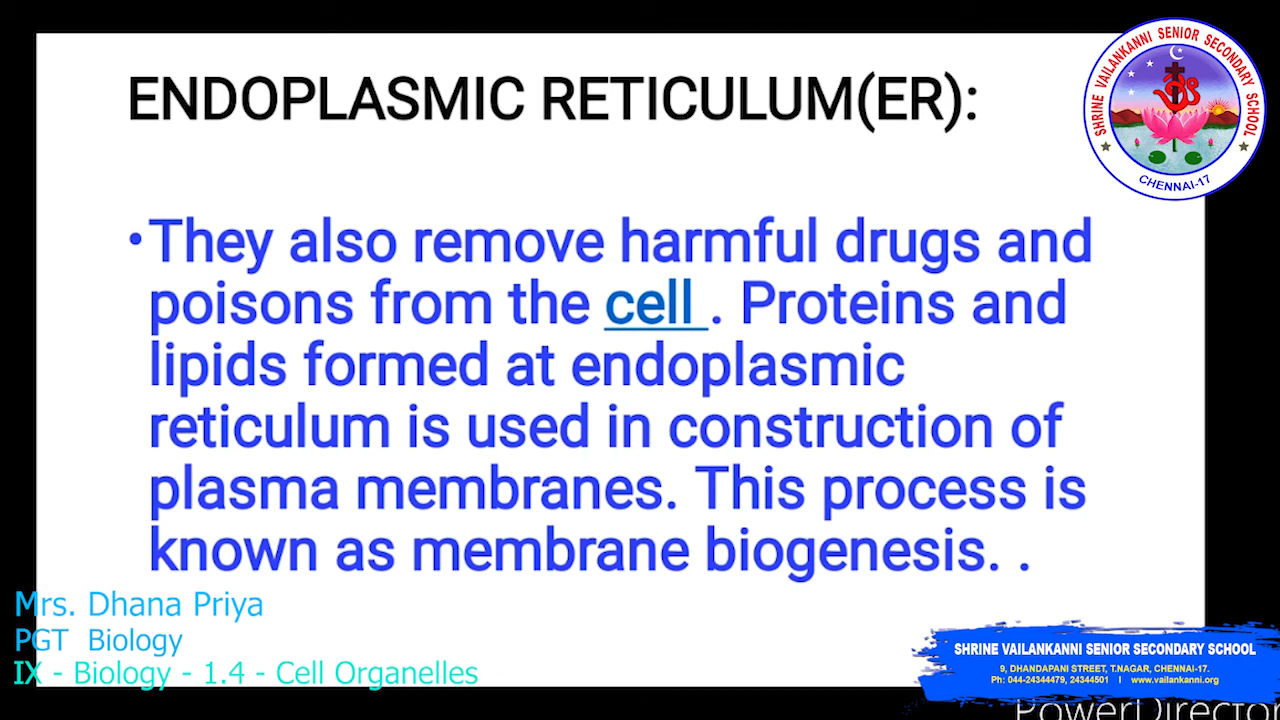 ENDOPLASMIC RETICULUM(ER):
SHRINE VAILANKANNI SENIOR SECONDARY SCHOOL
CHENNAI-17
•They also remove harmful drugs and
poisons from the cell . Proteins and
lipids formed at endoplasmic
reticulum is used in construction of
plasma membranes. This process is
known as membrane biogenesis. .
Mrs. Dhana Priya
PGT Biology
IX - Biology - 1.4 - Cell Organelles
SHRINE VAILANKANNI SENIOR SECONDARY SCHOOL
9, DHANDAPANI STREET, T.NAGAR, CHENNAI-17.
Ph: 044-24344479, 24344501 I www.vailankanni.org
PowerDirector